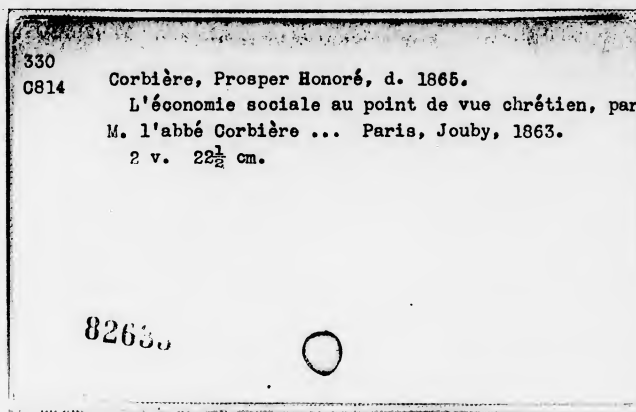 330
C814
Corbière, Prosper Honoré, d. 1865.
L'économie sociale au point de vue chrétien, par
M. l'abbé Corbière ... Paris, Jouby, 1863.
2 v. 22½ cm.